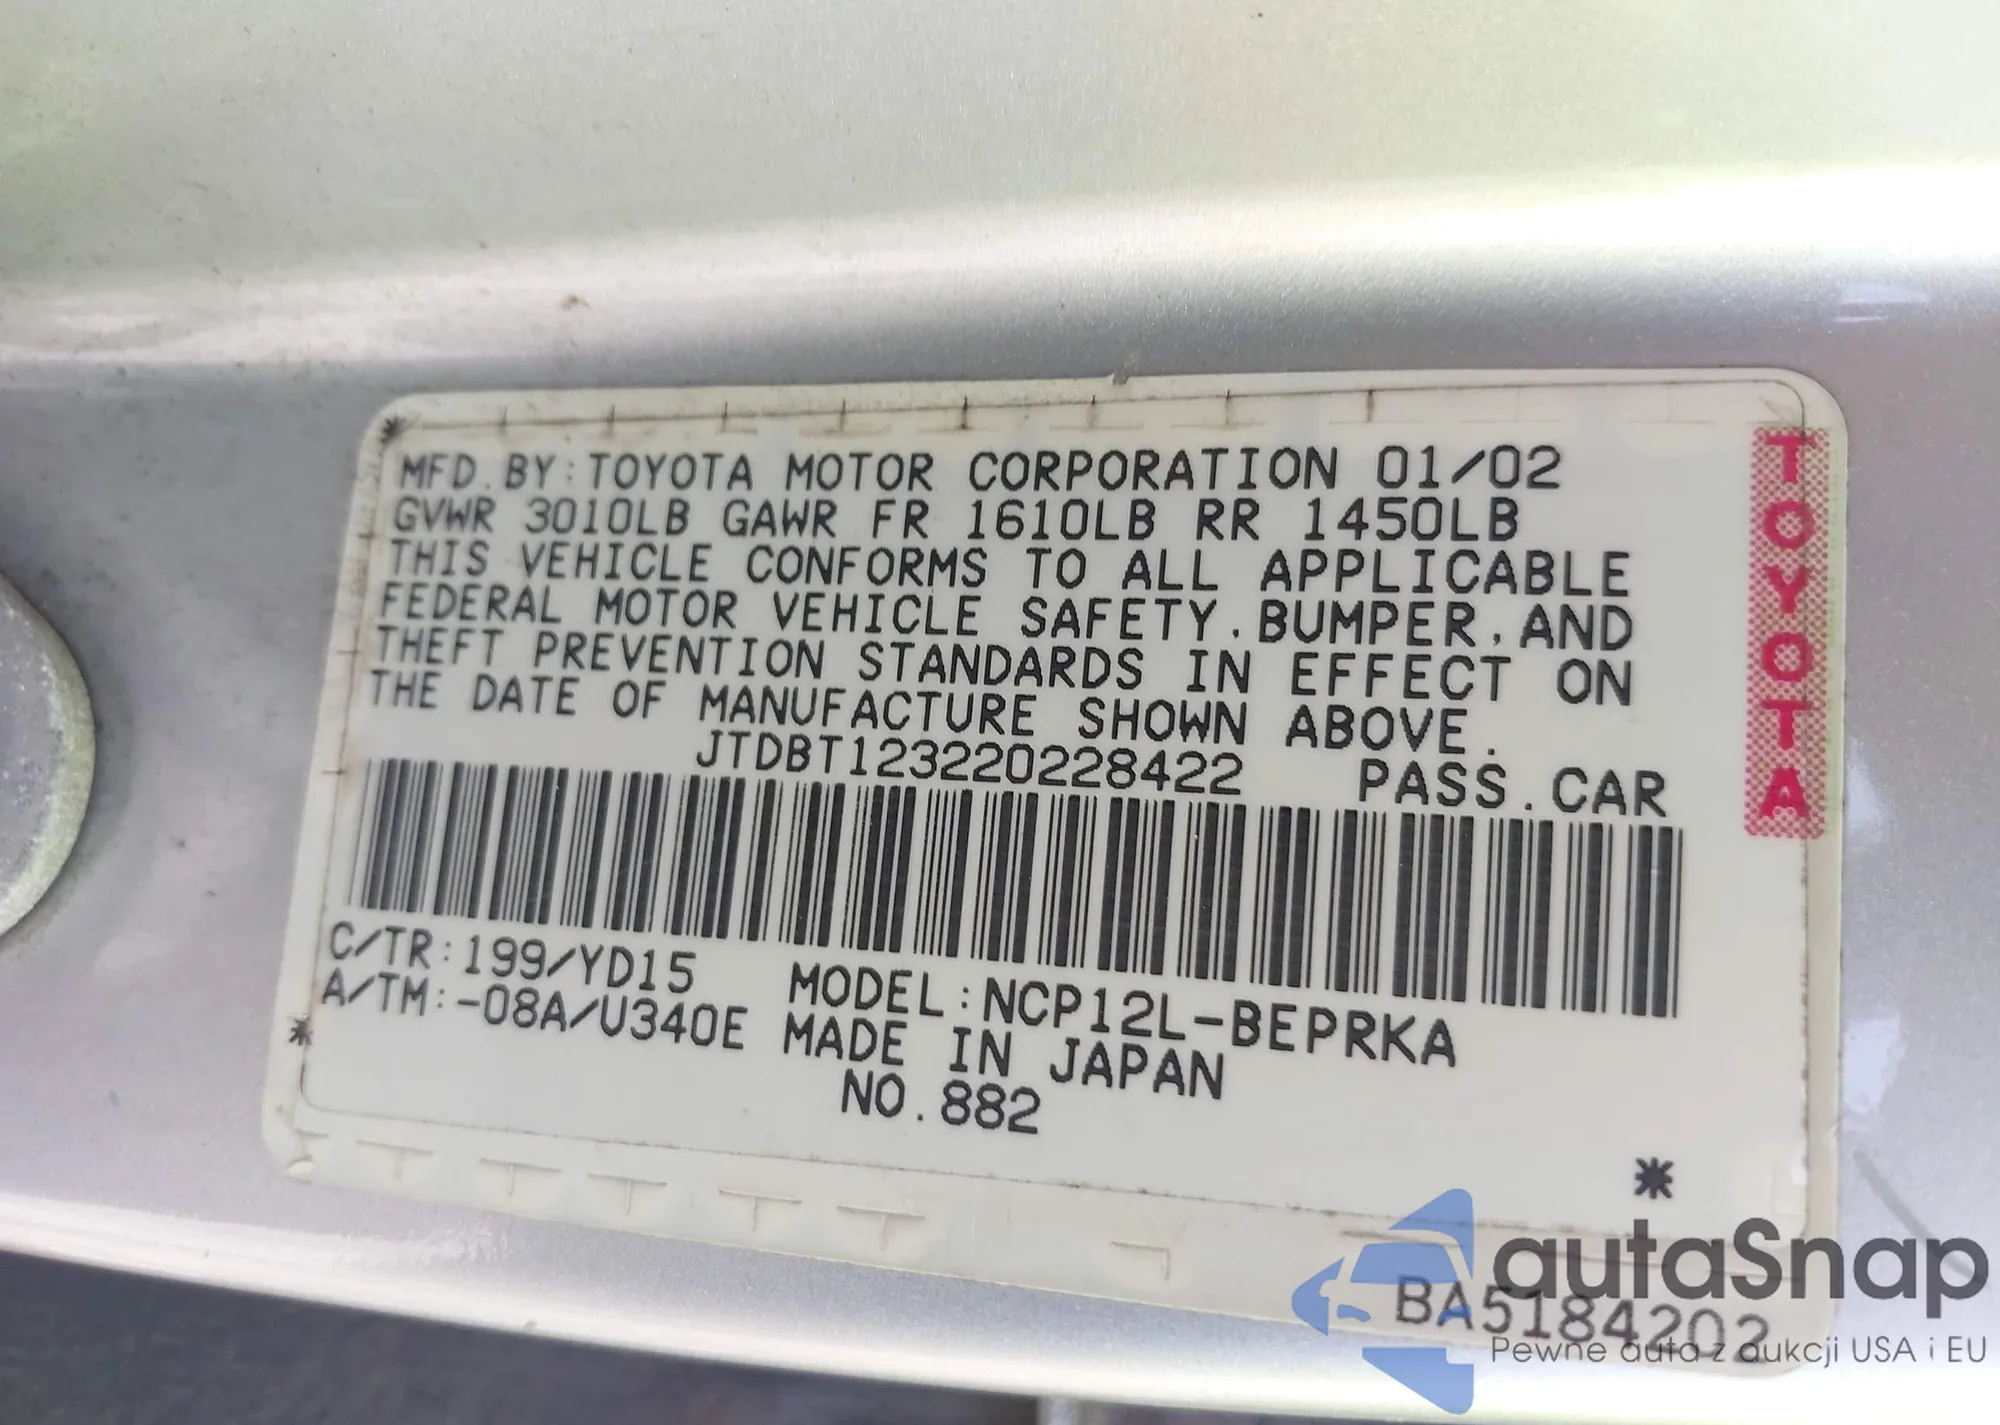 MFD. BY: TOYOTA MOTOR CORPORATION 01/02
GVWR 3010LB GAWR FR 1610LB RR 1450LB
THIS VEHICLE CONFORMS TO ALL APPLICABLE
FEDERAL MOTOR VEHICLE SAFETY, BUMPER, AND
THEFT PREVENTION STANDARDS IN EFFECT ON
THE DATE OF MANUFACTURE SHOWN ABOVE.
JTDBT123220228422 PASS. CAR
C/TR: 199/YD15 MODEL: NCP12L-BEPRKA
A/TM: -08A/U340E MADE IN JAPAN
NO. 882
TOYOTA
BA5184202
autaSnap
Pewne auta z aukcji USA i EU